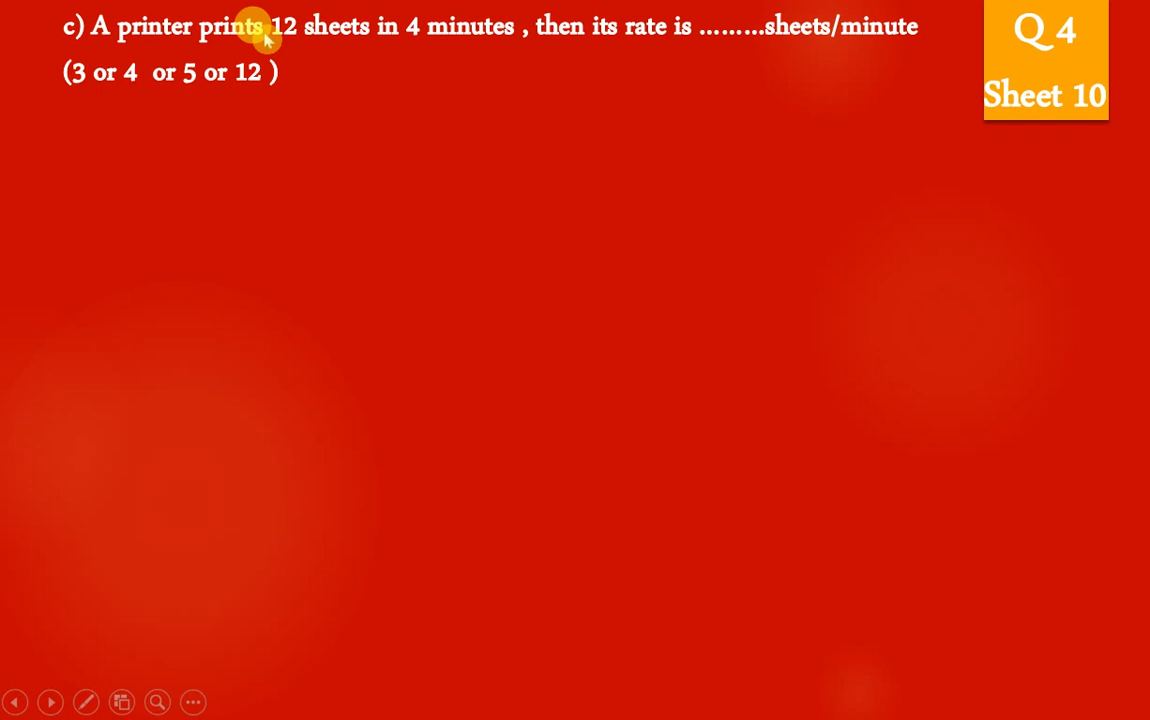 c) A printer prints 12 sheets in 4 minutes , then its rate is .........sheets/minute
(3 or 4 or 5 or 12 )
Q 4
Sheet 10